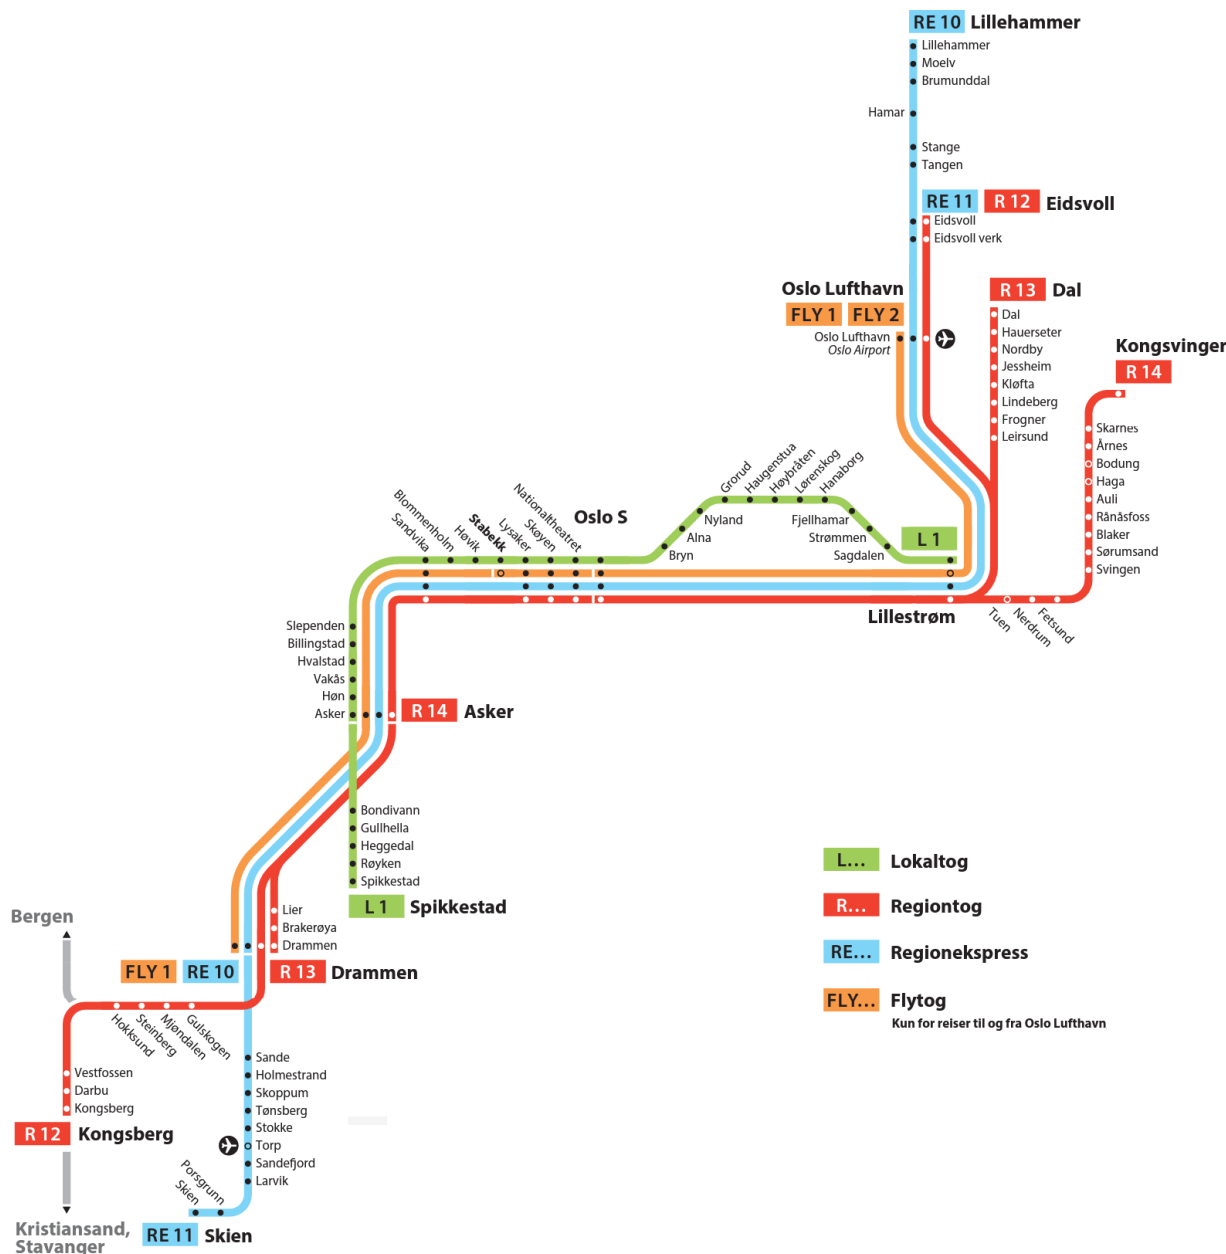 RE 10 Lillehammer
Lillehammer
Moelv
Brumunddal
Hamar
Stange
Tangen
RE 11 R 12 Eidsvoll
Eidsvoll
Eidsvoll verk
Oslo Lufthavn
FLY 1 FLY 2
Oslo Lufthavn
Oslo Airport
R 13 Dal
Dal
Hauerseter
Nordby
Jessheim
Kløfta
Lindeberg
Frogner
Leirsund
Kongsvinger
R 14
Skarnes
Årnes
Bodung
Haga
Auli
Rånåsfoss
Blaker
Sørumsand
Svingen
Sandvika
Blommenholm
Høvik
Stabekk
Lysaker
Skøyen
Nationaltheatret
Oslo S
Bryn
Alna
Nyland
Grorud
Haugenstua
Høybråten
Lørenskog
Hanaborg
Fjellhamar
Strømmen
Sagdalen
L 1
Lillestrøm
Tuen
Nerdrum
Fetsund
Slependen
Billingstad
Hvalstad
Vakås
Høn
Asker
R 14 Asker
Bondivann
Gullhella
Heggedal
Røyken
Spikkestad
L 1 Spikkestad
Lier
Brakerøya
Drammen
FLY 1 RE 10 R 13 Drammen
Bergen
Hokksund
Steinberg
Mjøndalen
Gulskogen
Vestfossen
Darbu
Kongsberg
R 12 Kongsberg
Kristiansand,
Stavanger
Sande
Holmestrand
Skoppum
Tønsberg
Stokke
Torp
Sandefjord
Larvik
Porsgrunn
Skien
RE 11 Skien
L... Lokaltog
R... Regiontog
RE... Regionekspress
FLY... Flytog
Kun for reiser til og fra Oslo Lufthavn